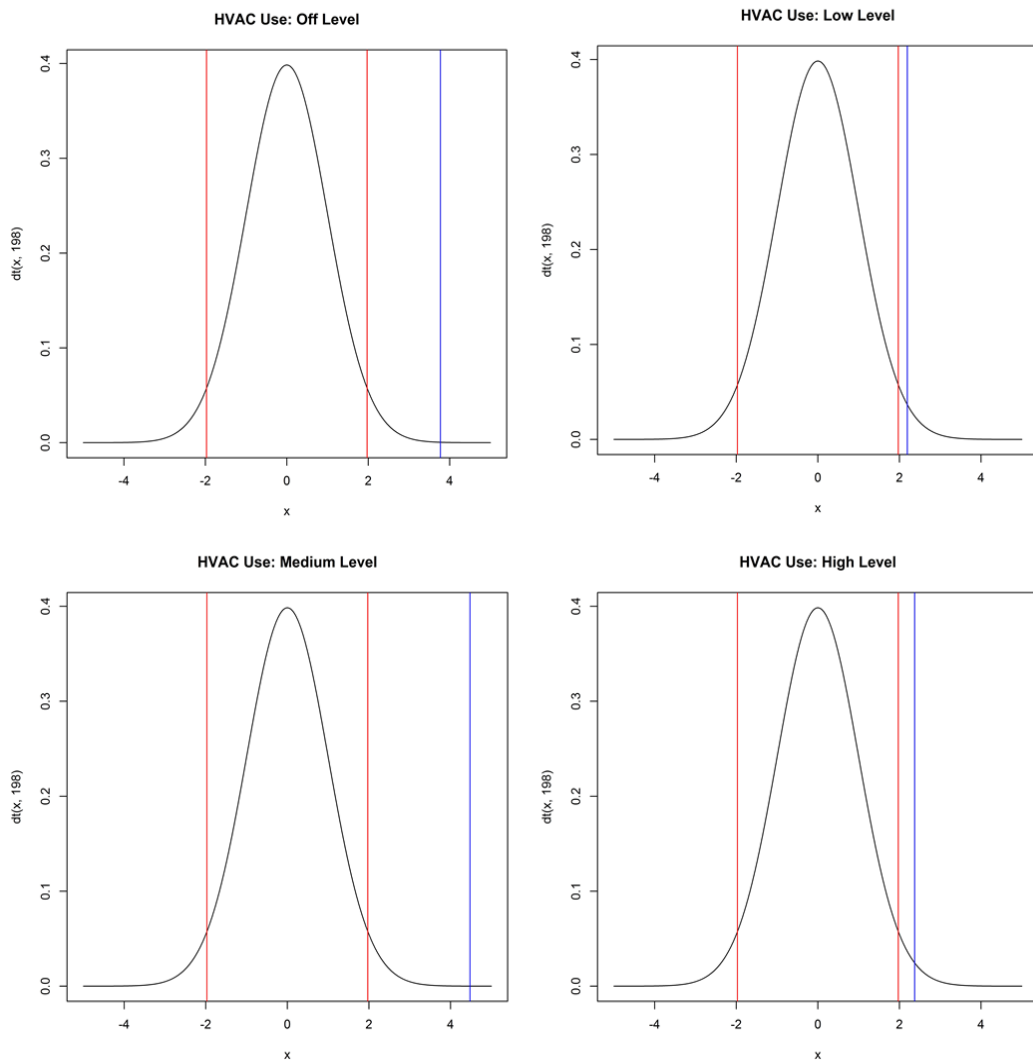 HVAC Use: Off Level
0.4
0.3
0.2
0.1
0.0
dt(x, 198)
-4 -2 0 2 4
x
HVAC Use: Low Level
0.4
0.3
0.2
0.1
0.0
dt(x, 198)
-4 -2 0 2 4
x
HVAC Use: Medium Level
0.4
0.3
0.2
0.1
0.0
dt(x, 198)
-4 -2 0 2 4
x
HVAC Use: High Level
0.4
0.3
0.2
0.1
0.0
dt(x, 198)
-4 -2 0 2 4
x